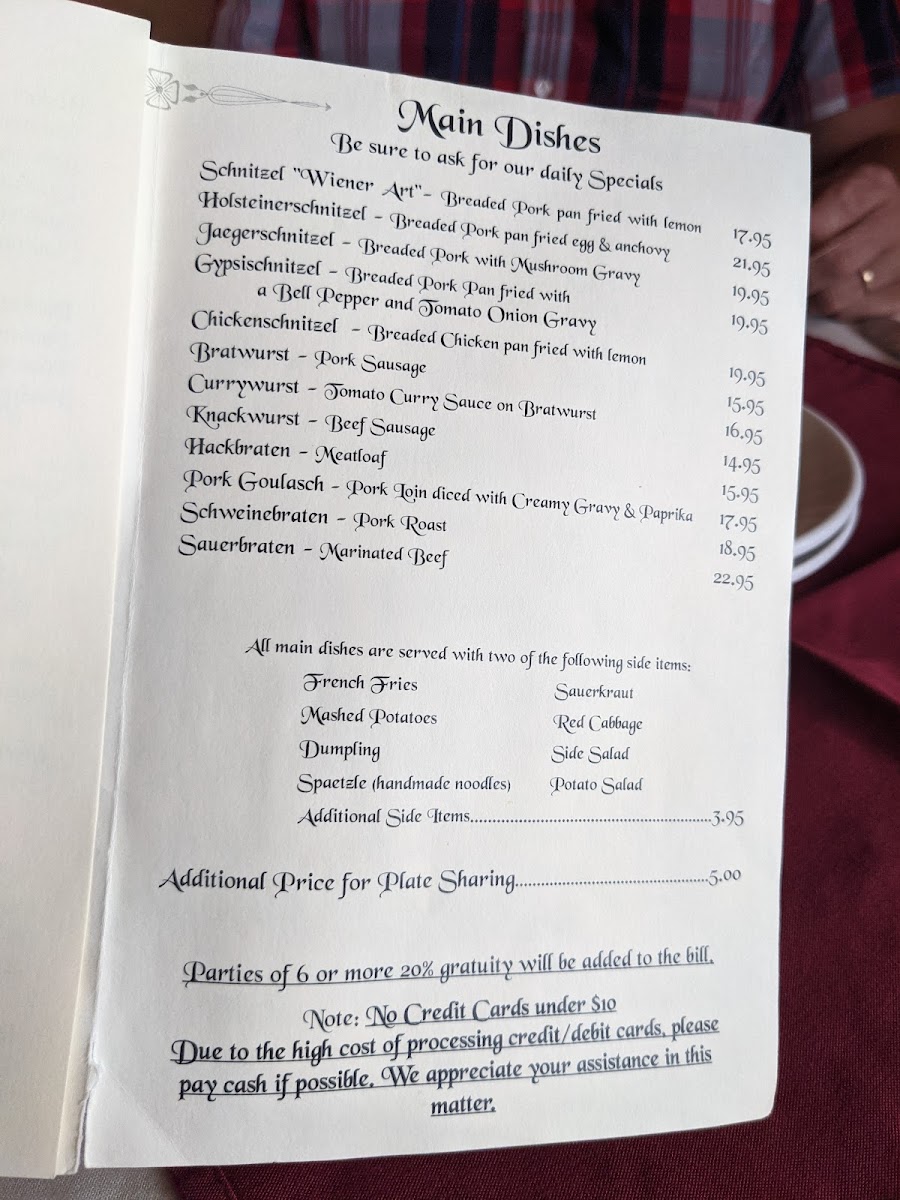 Main Dishes
Be sure to ask for our daily Specials
Schnitzel "Wiener Art"- Breaded Pork pan fried with lemon 17.95
Holsteinerschnitzel - Breaded Pork pan fried egg & anchovy 21.95
Jaegerschnitzel - Breaded Pork with Mushroom Gravy 19.95
Gypsischnitzel - Breaded Pork Pan fried with
a Bell Pepper and Tomato Onion Gravy 19.95
Chickenschnitzel - Breaded Chicken pan fried with lemon 19.95
Bratwurst - Pork Sausage 15.95
Currywurst - Tomato Curry Sauce on Bratwurst 16.95
Knackwurst - Beef Sausage 14.95
Hackbraten - Meatloaf 15.95
Pork Goulasch - Pork Loin diced with Creamy Gravy & Paprika 17.95
Schweinebraten - Pork Roast 18.95
Sauerbraten - Marinated Beef 22.95
All main dishes are served with two of the following side items:
French Fries Sauerkraut
Mashed Potatoes Red Cabbage
Dumpling Side Salad
Spaetzle (handmade noodles) Potato Salad
Additional Side Items......................................................3.95
Additional Price for Plate Sharing...........................................5.00
Parties of 6 or more 20% gratuity will be added to the bill.
Note: No Credit Cards under $10
Due to the high cost of processing credit/debit cards, please
pay cash if possible. We appreciate your assistance in this
matter.